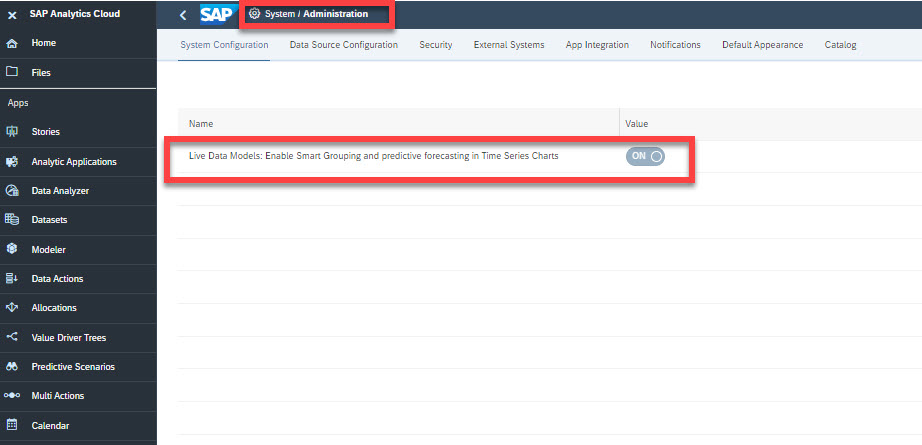 SAP Analytics Cloud
SAP System / Administration
Home
Files
Apps
Stories
Analytic Applications
Data Analyzer
Datasets
Modeler
Data Actions
Allocations
Value Driver Trees
Predictive Scenarios
Multi Actions
Calendar
System Configuration Data Source Configuration Security External Systems App Integration Notifications Default Appearance Catalog
Name Value
Live Data Models: Enable Smart Grouping and predictive forecasting in Time Series Charts ON